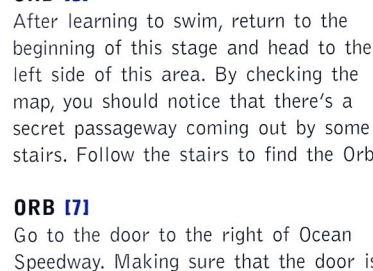 After learning to swim, return to the
beginning of this stage and head to the
left side of this area. By checking the
map, you should notice that there's a
secret passageway coming out by some
stairs. Follow the stairs to find the Orb
ORB [7]
Go to the door to the right of Ocean
Speedway. Making sure that the door is